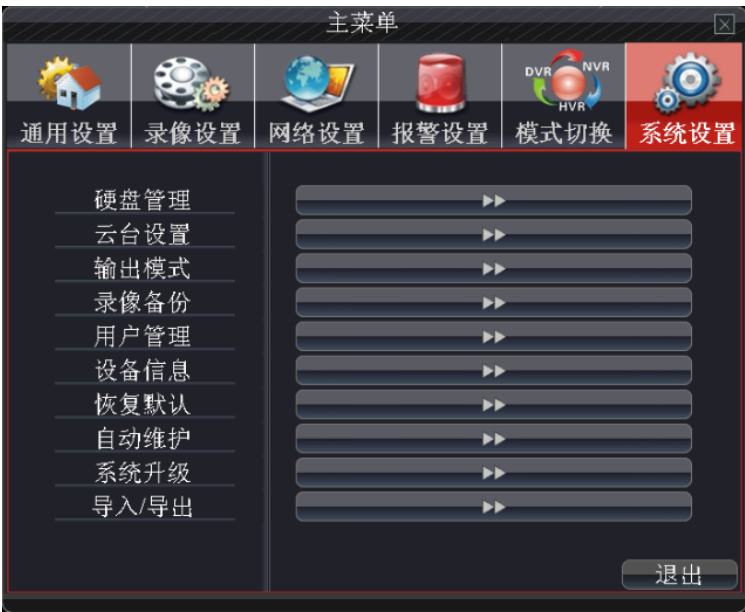 主菜单
DVR NVR
HVR
通用设置 录像设置 网络设置 报警设置 模式切换 系统设置
硬盘管理
云台设置
输出模式
录像备份
用户管理
设备信息
恢复默认
自动维护
系统升级
导入/导出
退出